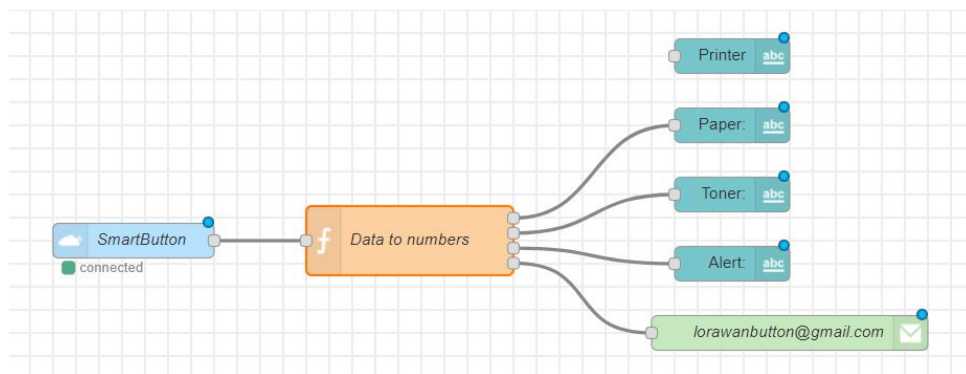 Printer abc
Paper: abc
Toner: abc
SmartButton
f Data to numbers
connected
Alert: abc
lorawanbutton@gmail.com